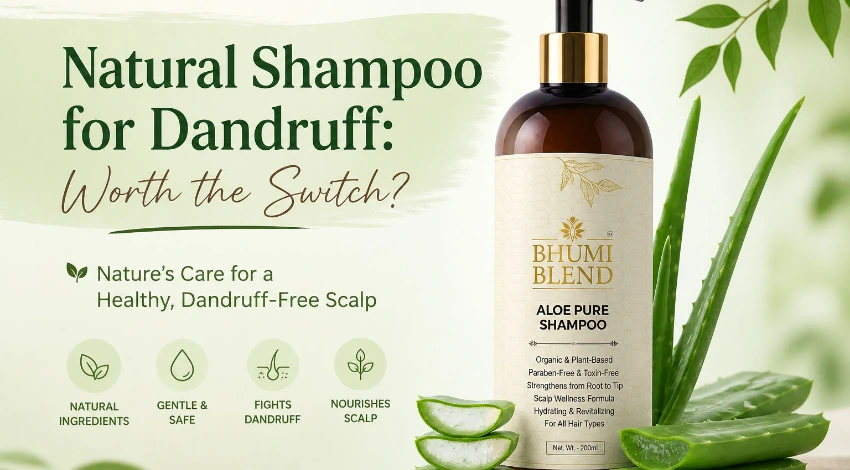 Natural Shampoo
for Dandruff:
Worth the Switch?
Nature's Care for a
Healthy, Dandruff-Free Scalp
NATURAL
INGREDIENTS
GENTLE &
SAFE
FIGHTS
DANDRUFF
NOURISHES
SCALP
BHUMI
BLEND
ALOE PURE
SHAMPOO
Organic & Plant-Based
Paraben-Free & Toxin-Free
Strengthens from Root to Tip
Scalp Wellness Formula
Hydrating & Revitalizing
For All Hair Types
Net. Wt. - 200ml